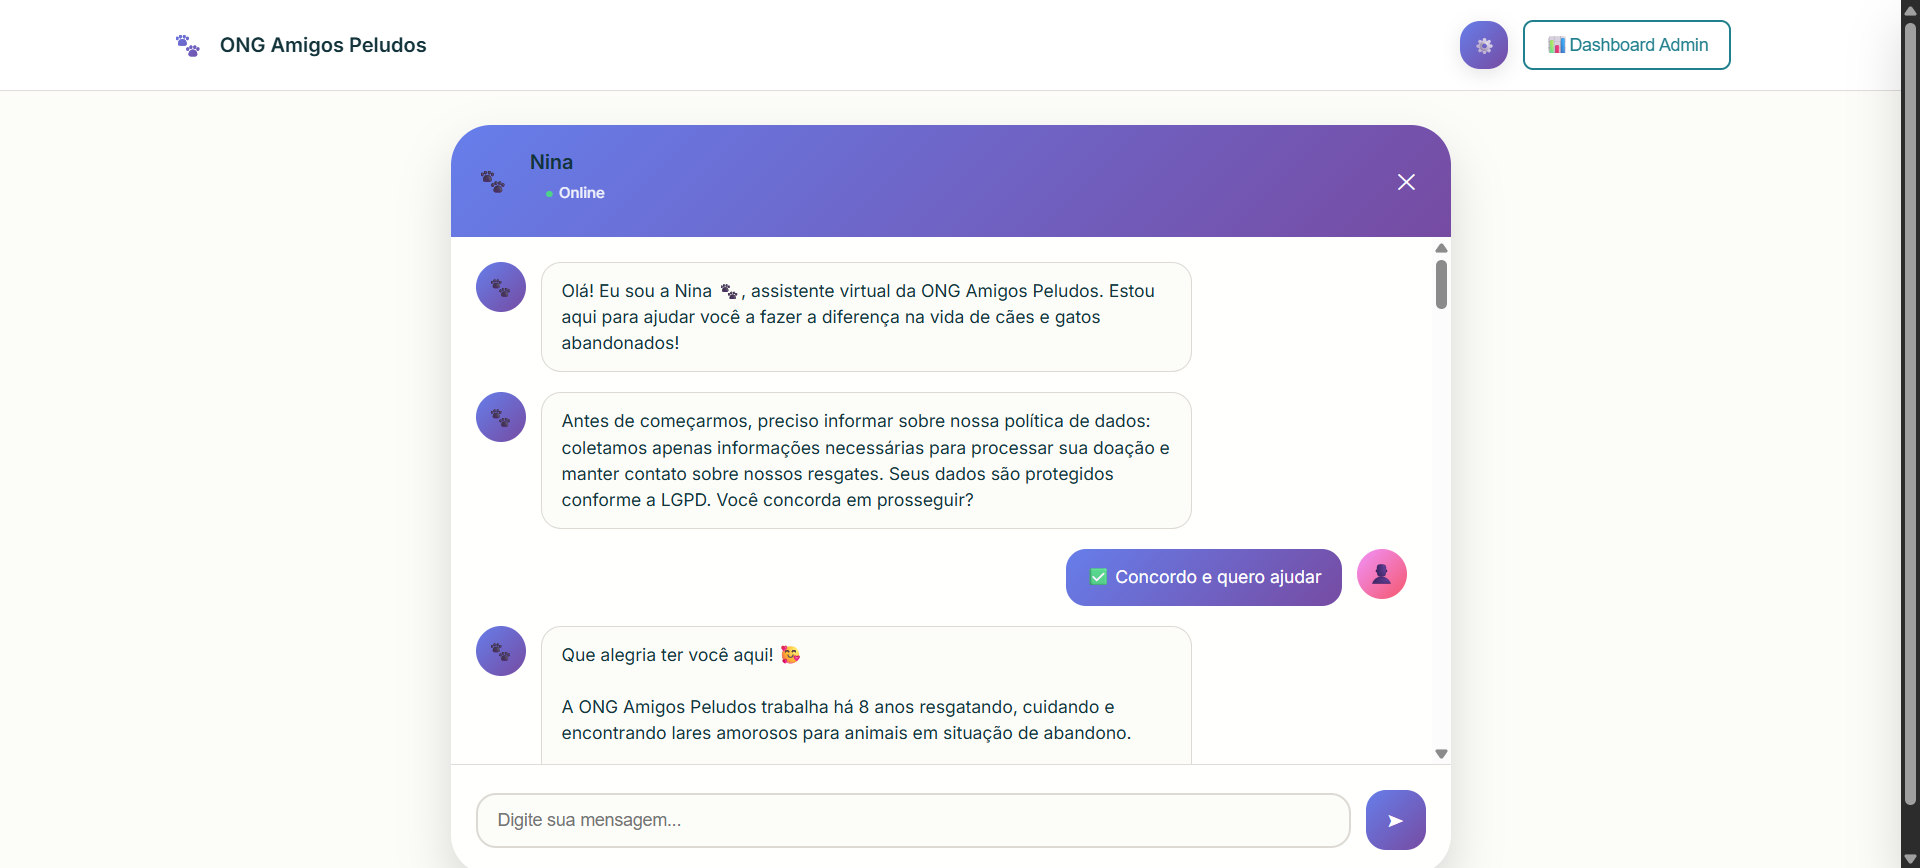 🐾 ONG Amigos Peludos
⚙️
📊 Dashboard Admin
🐾 Nina
● Online
Olá! Eu sou a Nina 🐾, assistente virtual da ONG Amigos Peludos. Estou
aqui para ajudar você a fazer a diferença na vida de cães e gatos
abandonados!
Antes de começarmos, preciso informar sobre nossa política de dados:
coletamos apenas informações necessárias para processar sua doação e
manter contato sobre nossos resgates. Seus dados são protegidos
conforme a LGPD. Você concorda em prosseguir?
✅ Concordo e quero ajudar
Que alegria ter você aqui! 🥰
A ONG Amigos Peludos trabalha há 8 anos resgatando, cuidando e
encontrando lares amorosos para animais em situação de abandono.
Digite sua mensagem...